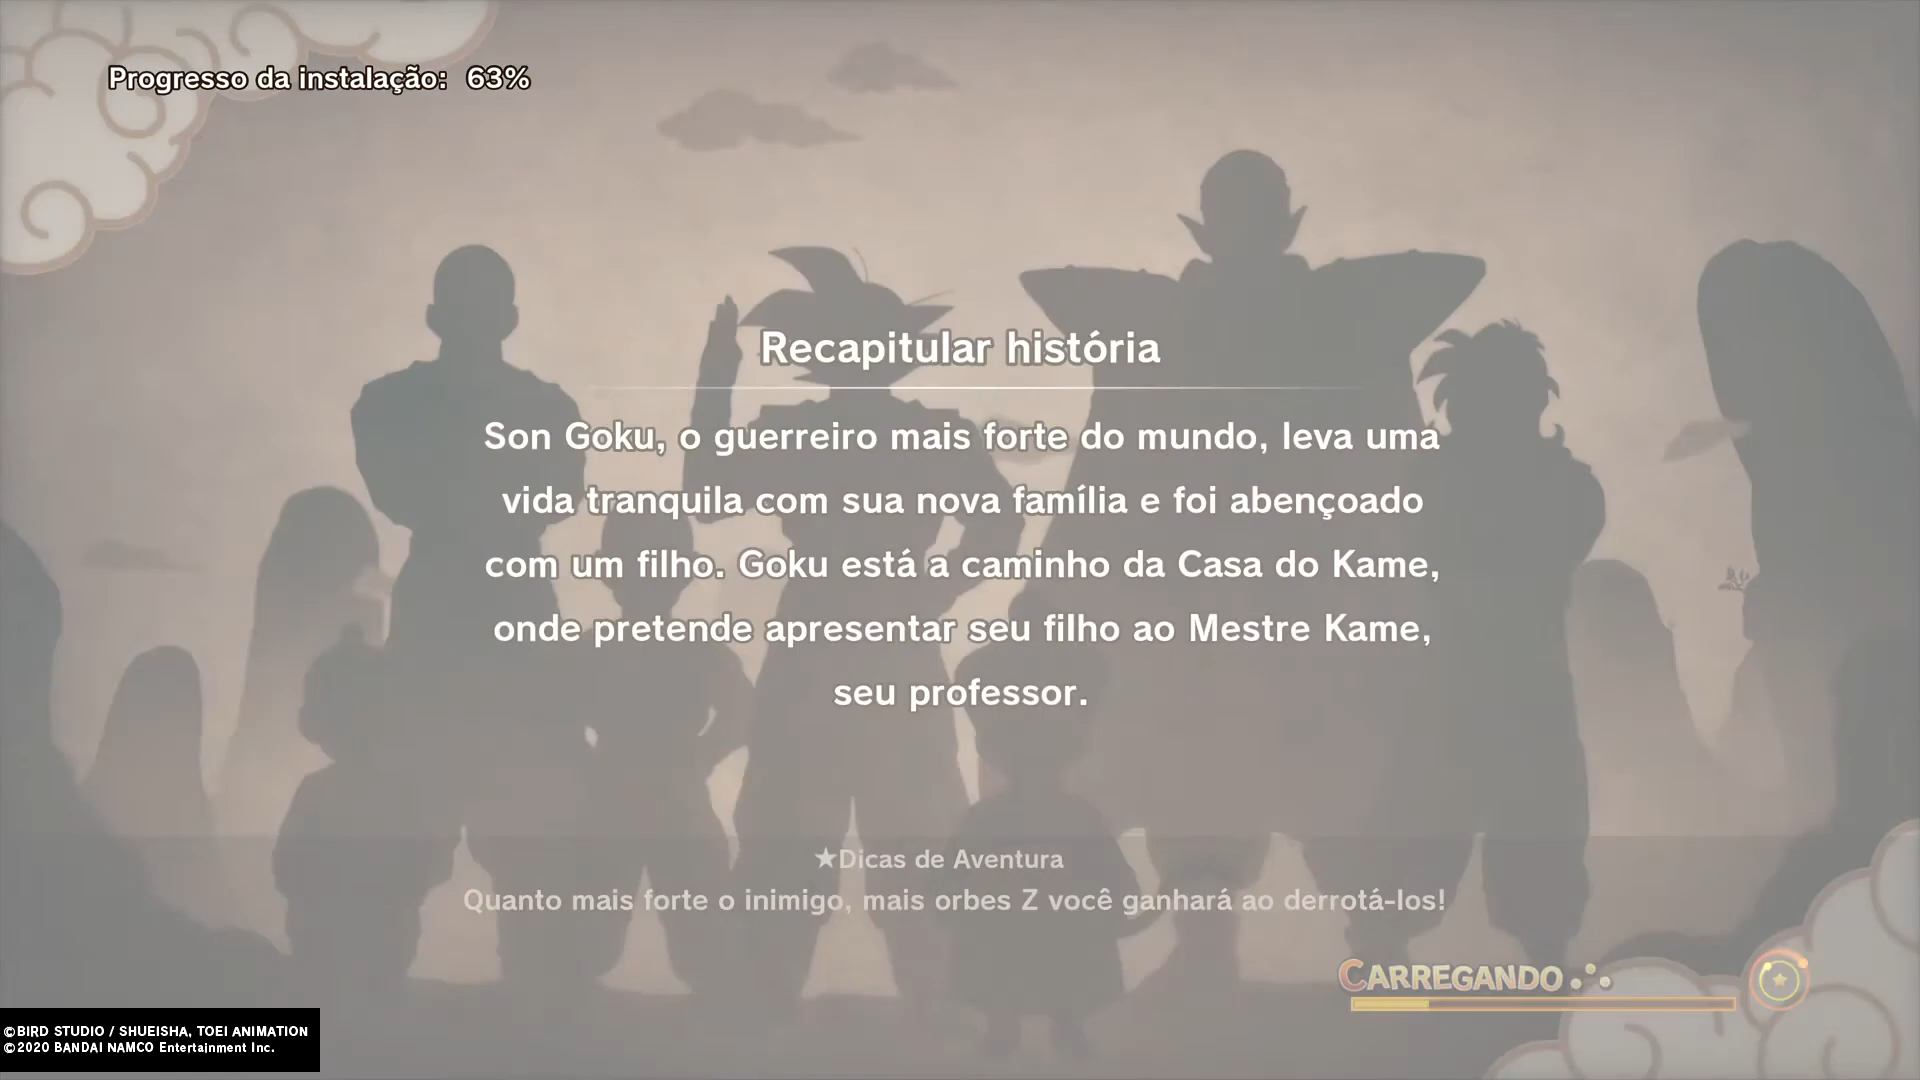 Progresso da instalação: 63%
Recapitular história
Son Goku, o guerreiro mais forte do mundo, leva uma
vida tranquila com sua nova família e foi abençoado
com um filho. Goku está a caminho da Casa do Kame,
onde pretende apresentar seu filho ao Mestre Kame,
seu professor.
★Dicas de Aventura
Quanto mais forte o inimigo, mais orbes Z você ganhará ao derrotá-los!
CARREGANDO
©BIRD STUDIO / SHUEISHA, TOEI ANIMATION
©2020 BANDAI NAMCO Entertainment Inc.